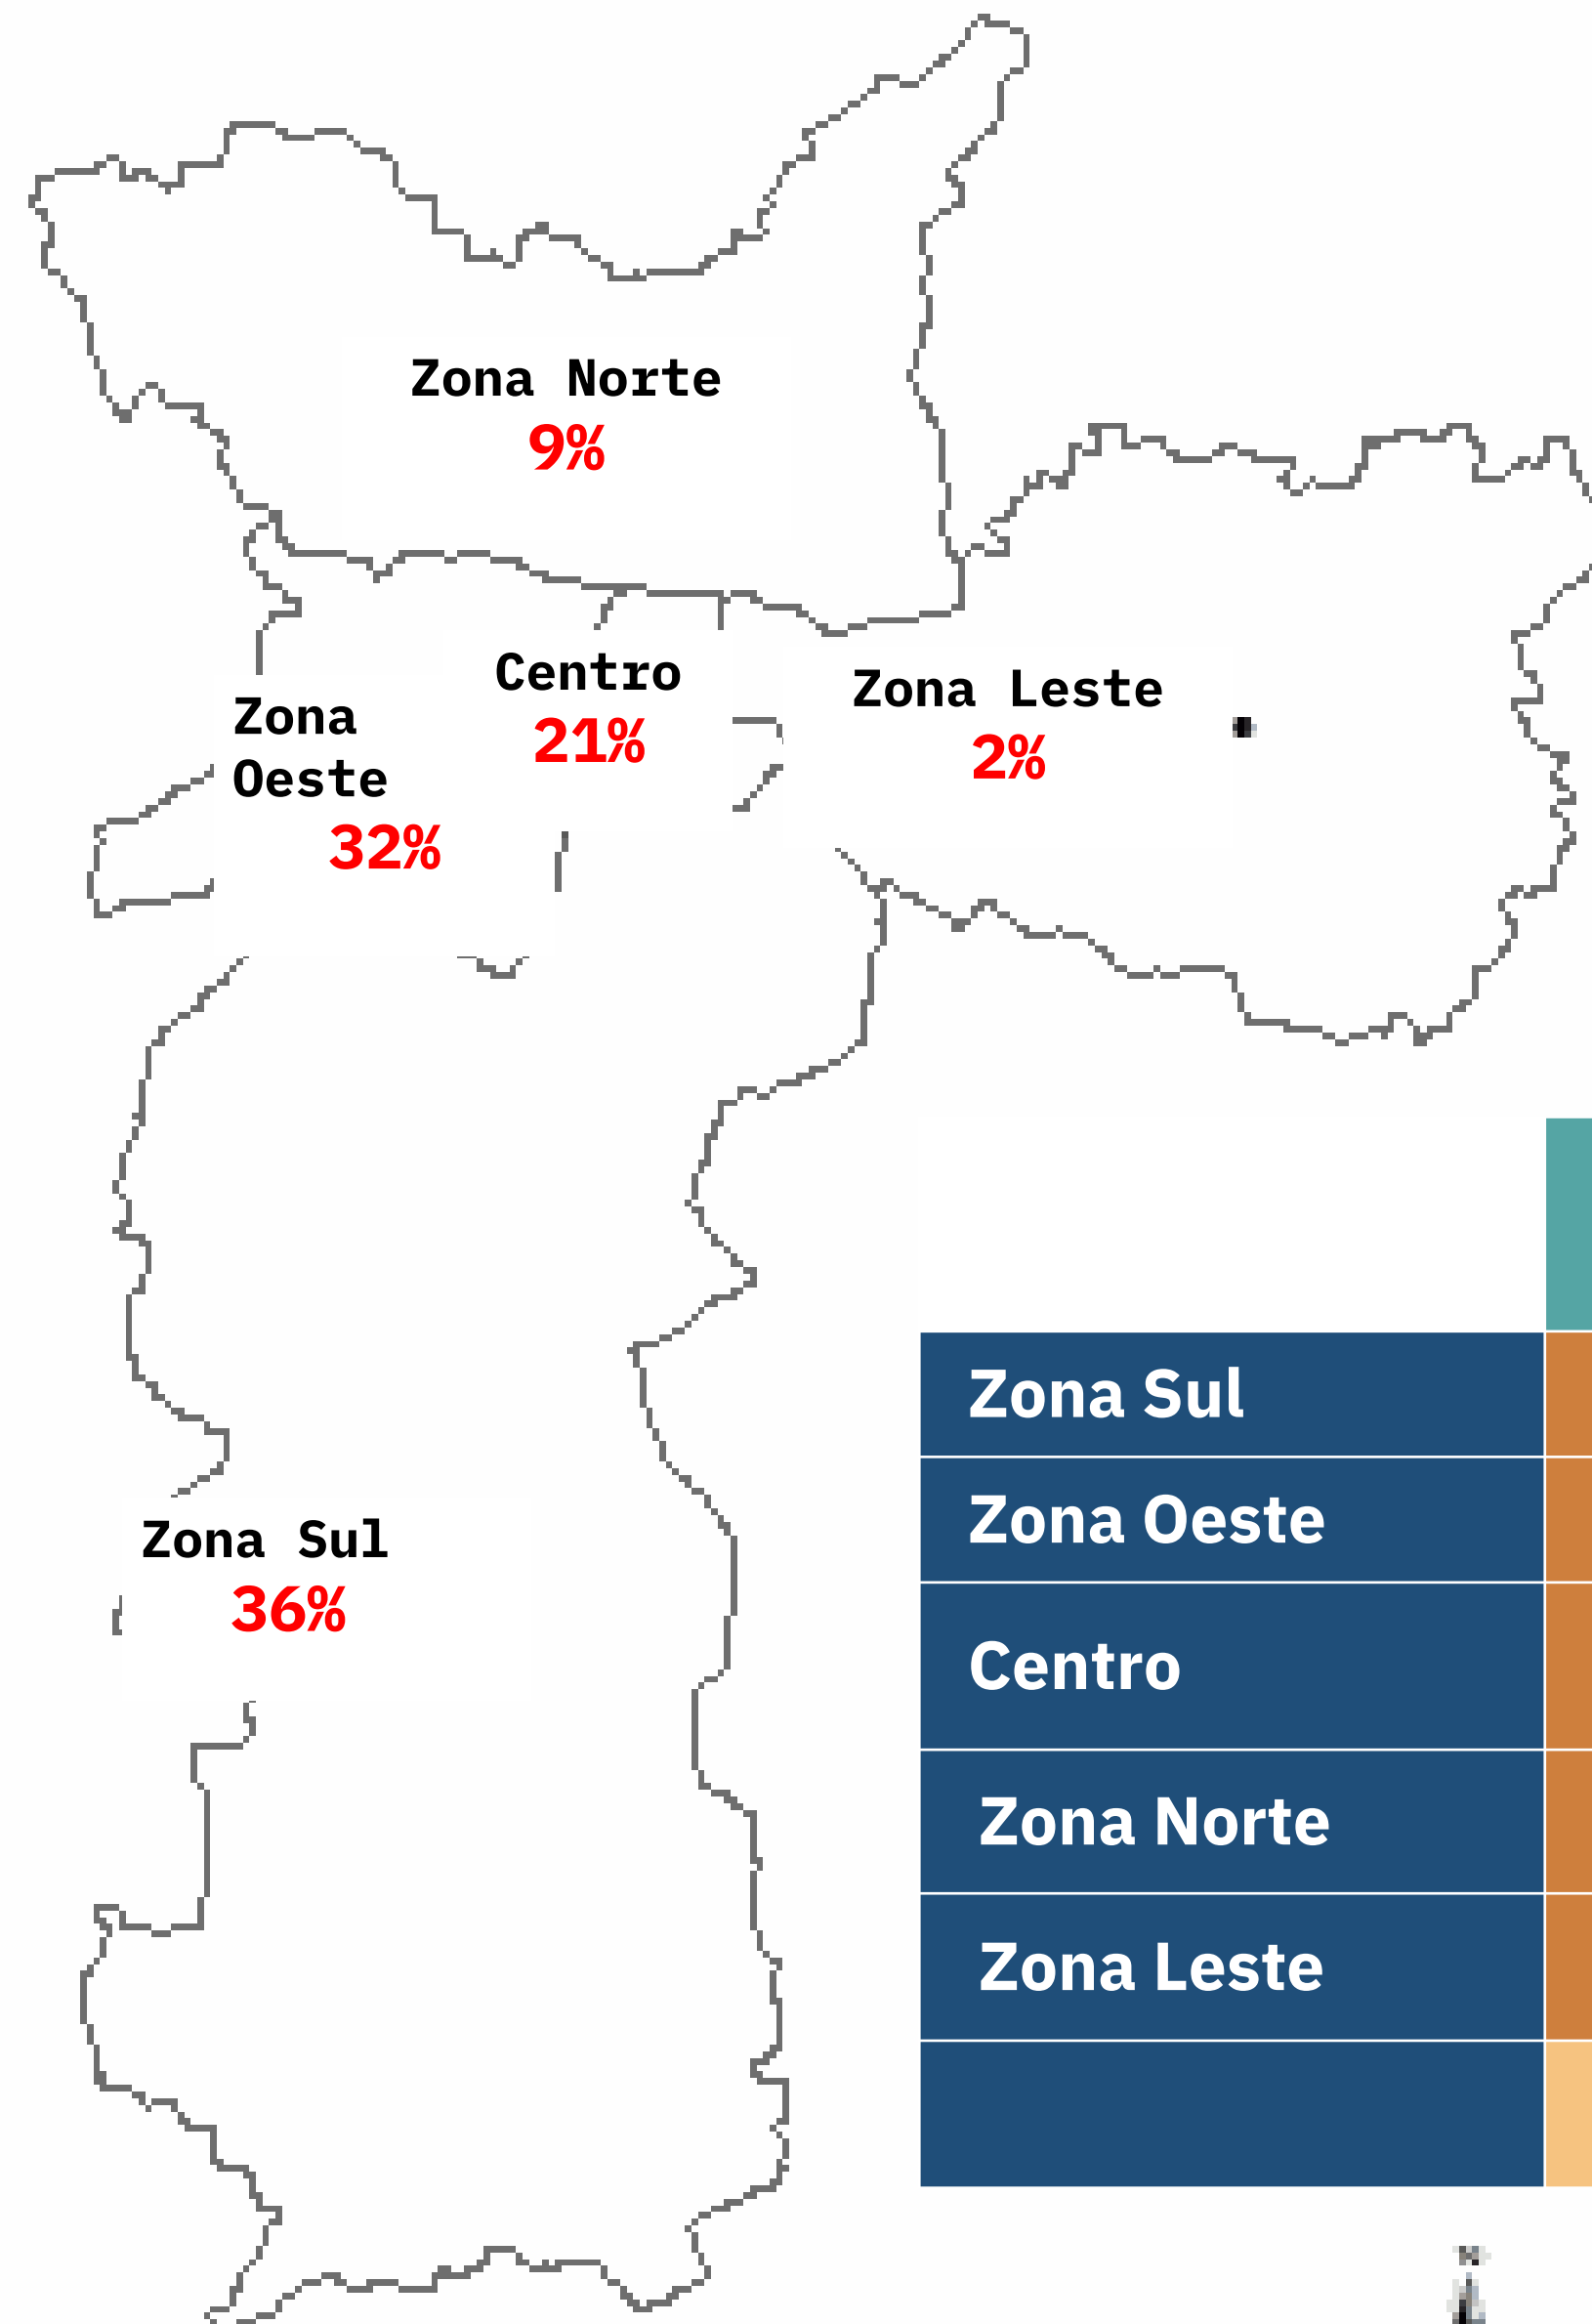 Zona Norte
9%
Centro
21%
Zona Leste
2%
Zona
Oeste
32%
Zona Sul
36%
Zona Sul
Zona Oeste
Centro
Zona Norte
Zona Leste